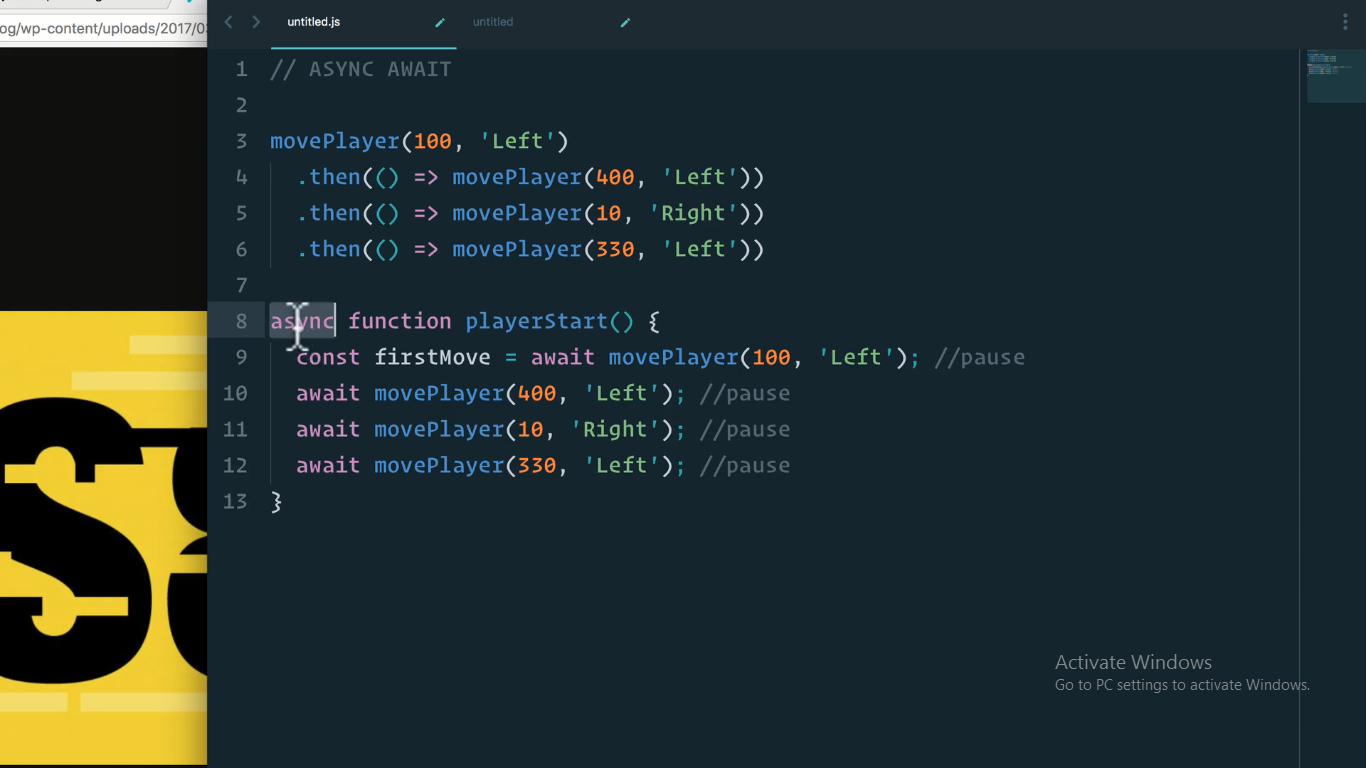 og/wp-content/uploads/2017/03
untitled.js
untitled
1 // ASYNC AWAIT
2
3 movePlayer(100, 'Left')
4 .then(() => movePlayer(400, 'Left'))
5 .then(() => movePlayer(10, 'Right'))
6 .then(() => movePlayer(330, 'Left'))
7
8 async function playerStart() {
9 const firstMove = await movePlayer(100, 'Left'); //pause
10 await movePlayer(400, 'Left'); //pause
11 await movePlayer(10, 'Right'); //pause
12 await movePlayer(330, 'Left'); //pause
13 }
Activate Windows
Go to PC settings to activate Windows.